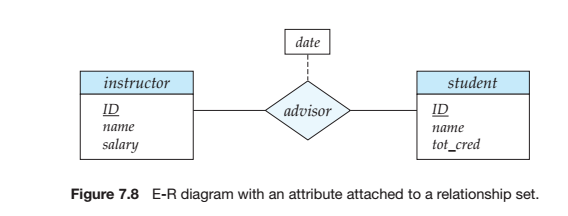 date
instructor
ID
name
salary
advisor
student
ID
name
tot_cred
Figure 7.8 E-R diagram with an attribute attached to a relationship set.